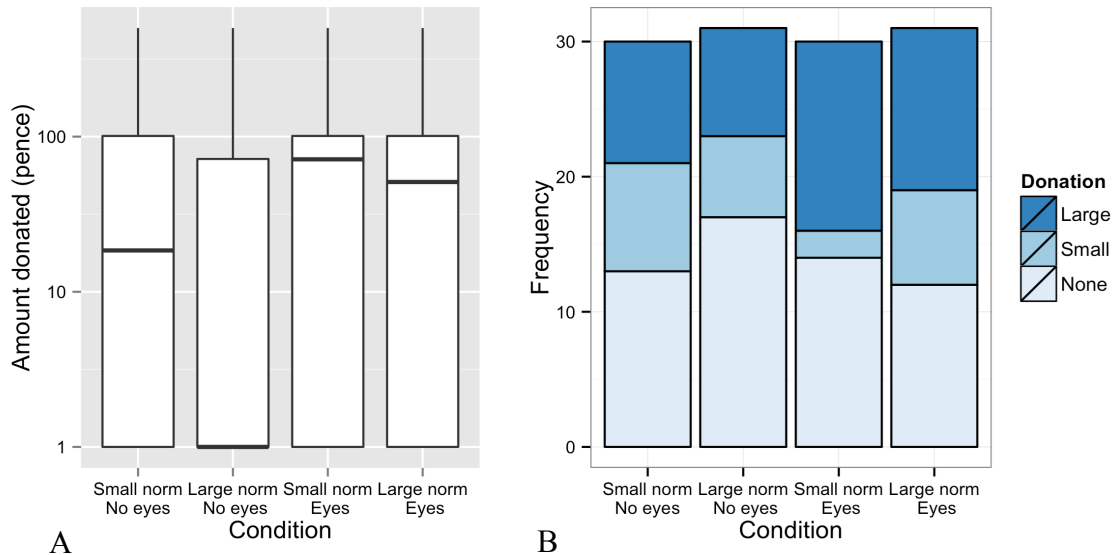 Amount donated (pence)
100
10
1
Small norm Large norm Small norm Large norm
No eyes No eyes Eyes Eyes
Condition
A
Frequency
30
20
10
0
Small norm Large norm Small norm Large norm
No eyes No eyes Eyes Eyes
Condition
B
Donation
Large
Small
None